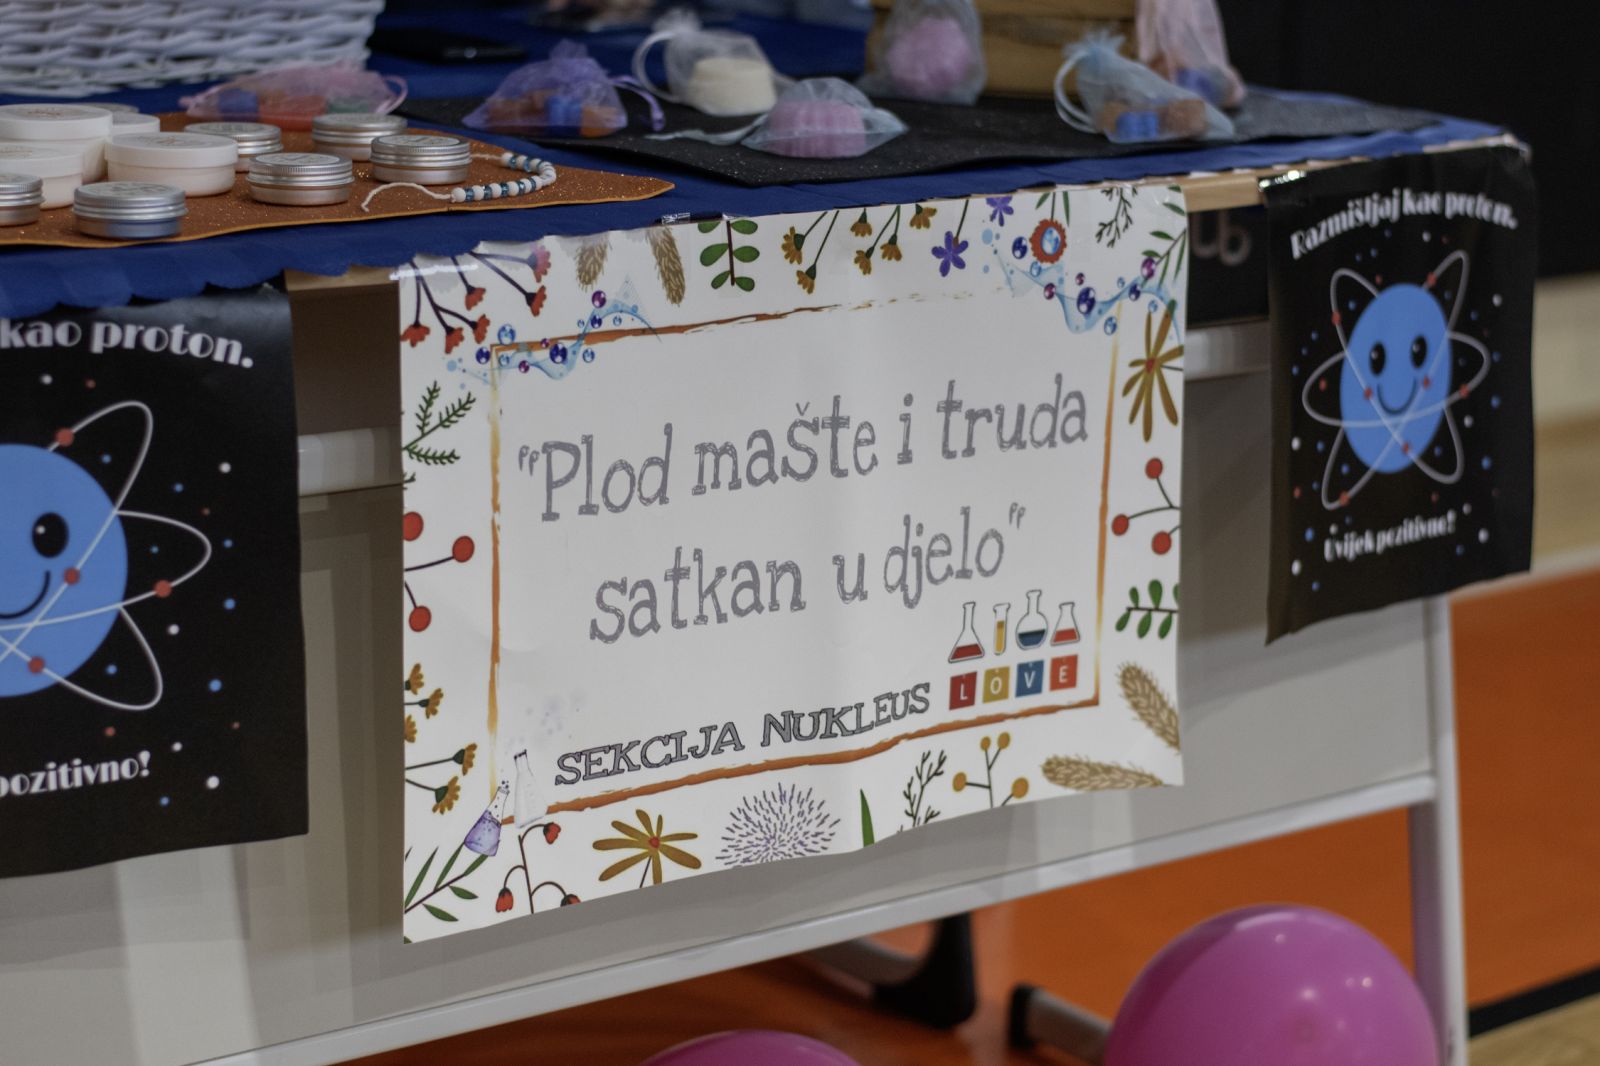 kao proton.
pozitivno!
"Plod mašte i truda
satkan u djelo"
LOVE
SEKCIJA NUKLEUS
Razmišljaj kao proton.
Uvijek pozitivno!